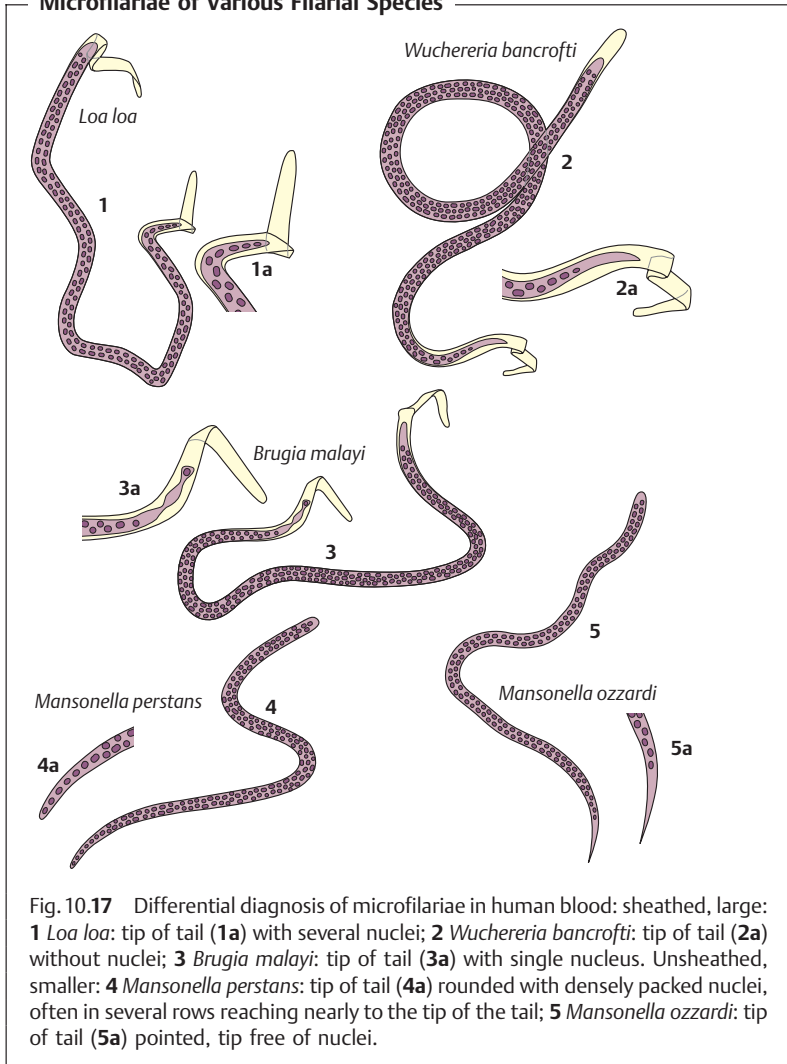 Microfilariae of Various Filarial Species
Wuchereria bancrofti
Loa loa
2
1
1a
2a
Brugia malayi
3a
3
5
Mansonella perstans
4
Mansonella ozzardi
4a
5a
Fig. 10.17 Differential diagnosis of microfilariae in human blood: sheathed, large:
1 Loa loa: tip of tail (1a) with several nuclei; 2 Wuchereria bancrofti: tip of tail (2a)
without nuclei; 3 Brugia malayi: tip of tail (3a) with single nucleus. Unsheathed,
smaller: 4 Mansonella perstans: tip of tail (4a) rounded with densely packed nuclei,
often in several rows reaching nearly to the tip of the tail; 5 Mansonella ozzardi: tip
of tail (5a) pointed, tip free of nuclei.